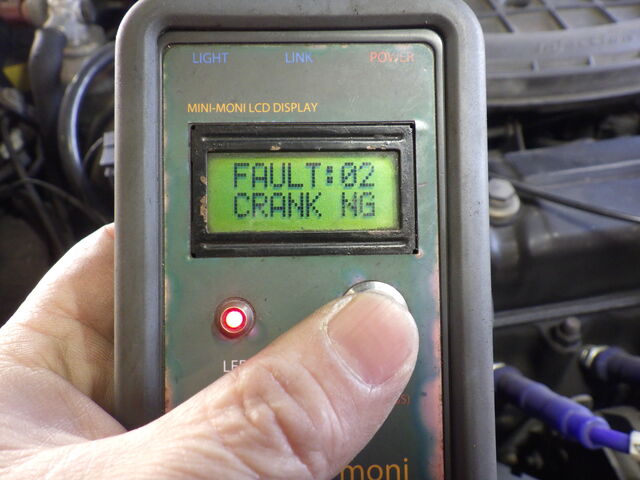 LIGHT LINK POWER
MINI-MONI LCD DISPLAY
FAULT:02
CRANK NG
moni